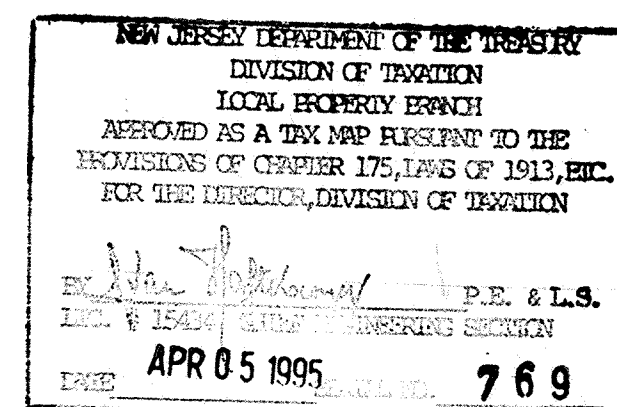 NEW JERSEY DEPARTMENT OF THE TREASURY
DIVISION OF TAXATION
LOCAL PROPERTY BRANCH
APPROVED AS A TAX MAP PURSUANT TO THE
PROVISIONS OF CHAPTER 175, LAWS OF 1913, ETC.
FOR THE DIRECTOR, DIVISION OF TAXATION
BY P.E. & L.S.
LIC. # 15434 ENGINEERING SECTION
DATE APR 05 1995 SERIAL NO. 769